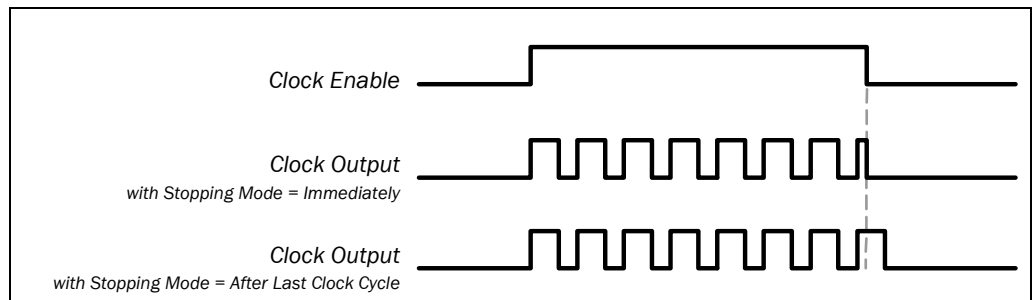 Clock Enable
Clock Output
with Stopping Mode = Immediately
Clock Output
with Stopping Mode = After Last Clock Cycle